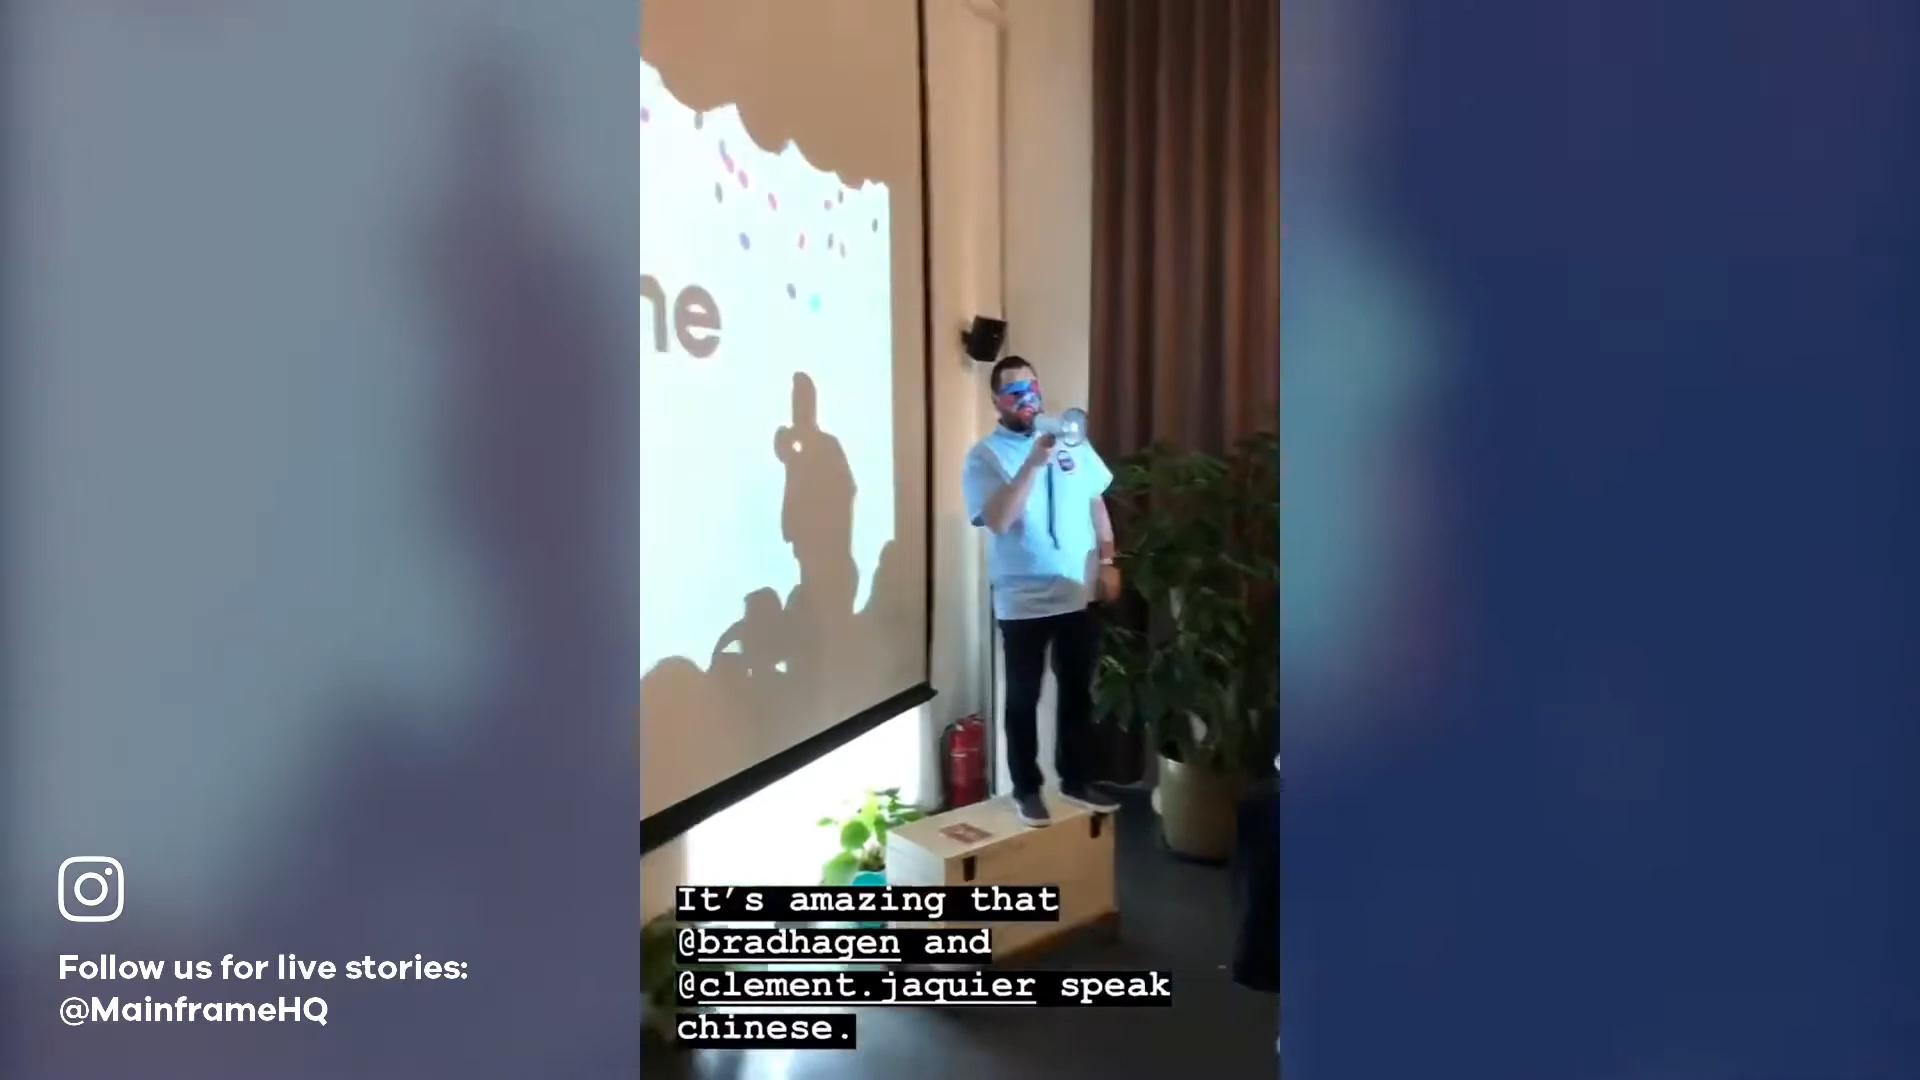 ne
It's amazing that
@bradhagen and
@clement.jaquier speak
chinese.
Follow us for live stories:
@MainframeHQ